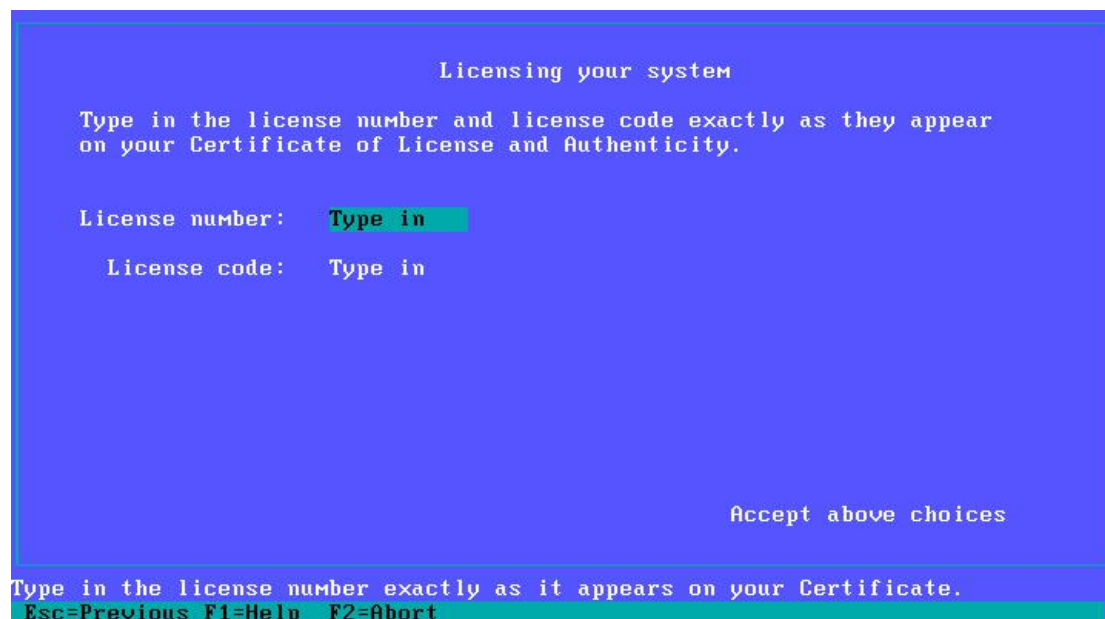 Licensing your system
Type in the license number and license code exactly as they appear
on your Certificate of License and Authenticity.
License number: Type in
License code: Type in
Accept above choices
Type in the license number exactly as it appears on your Certificate.
Esc=Previous F1=Help F2=Abort